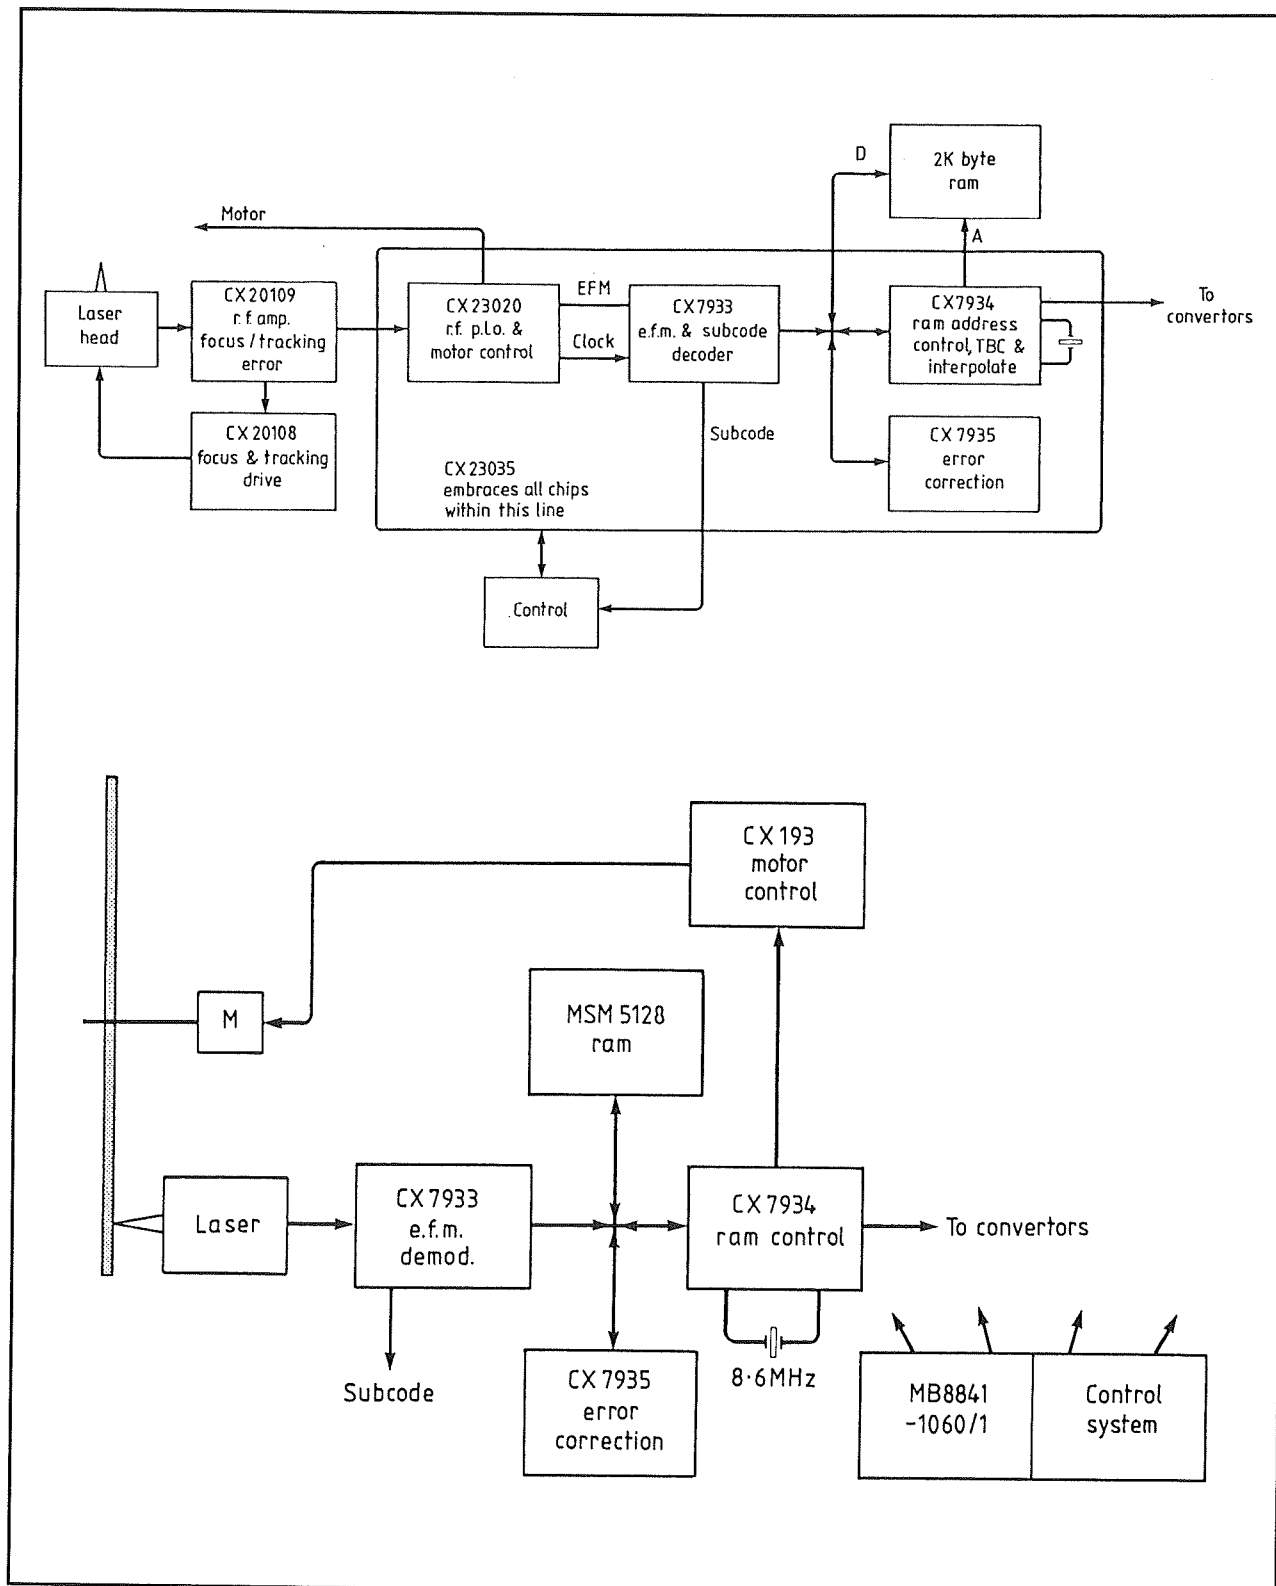 2K byte
ram
D
A
Motor
Laser
head
CX20109
r.f. amp.
focus / tracking
error
CX23020
r.f. p.l.o. &
motor control
EFM
Clock
CX7933
e.f.m. & subcode
decoder
CX7934
ram address
control, TBC &
interpolate
To
convertors
CX20108
focus & tracking
drive
CX23035
embraces all chips
within this line
Subcode
CX7935
error
correction
Control
CX193
motor
control
MSM5128
ram
M
Laser
CX7933
e.f.m.
demod.
CX7934
ram control
To convertors
Subcode
CX7935
error
correction
8·6MHz
MB8841
-1060/1
Control
system